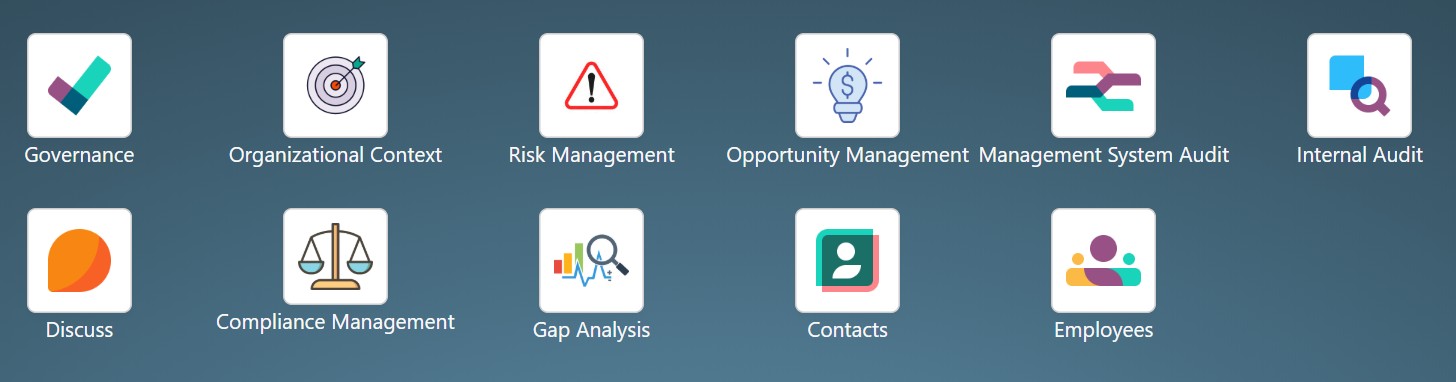 Governance
Organizational Context
Risk Management
Opportunity Management
Management System Audit
Internal Audit
Discuss
Compliance Management
Gap Analysis
Contacts
Employees